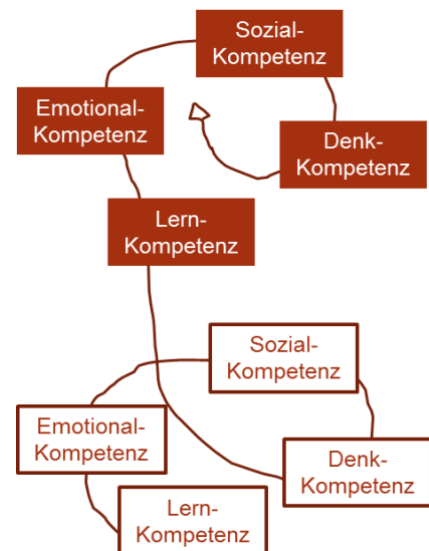 Sozial-
Kompetenz
Emotional-
Kompetenz
Denk-
Kompetenz
Lern-
Kompetenz
Sozial-
Kompetenz
Emotional-
Kompetenz
Denk-
Kompetenz
Lern-
Kompetenz